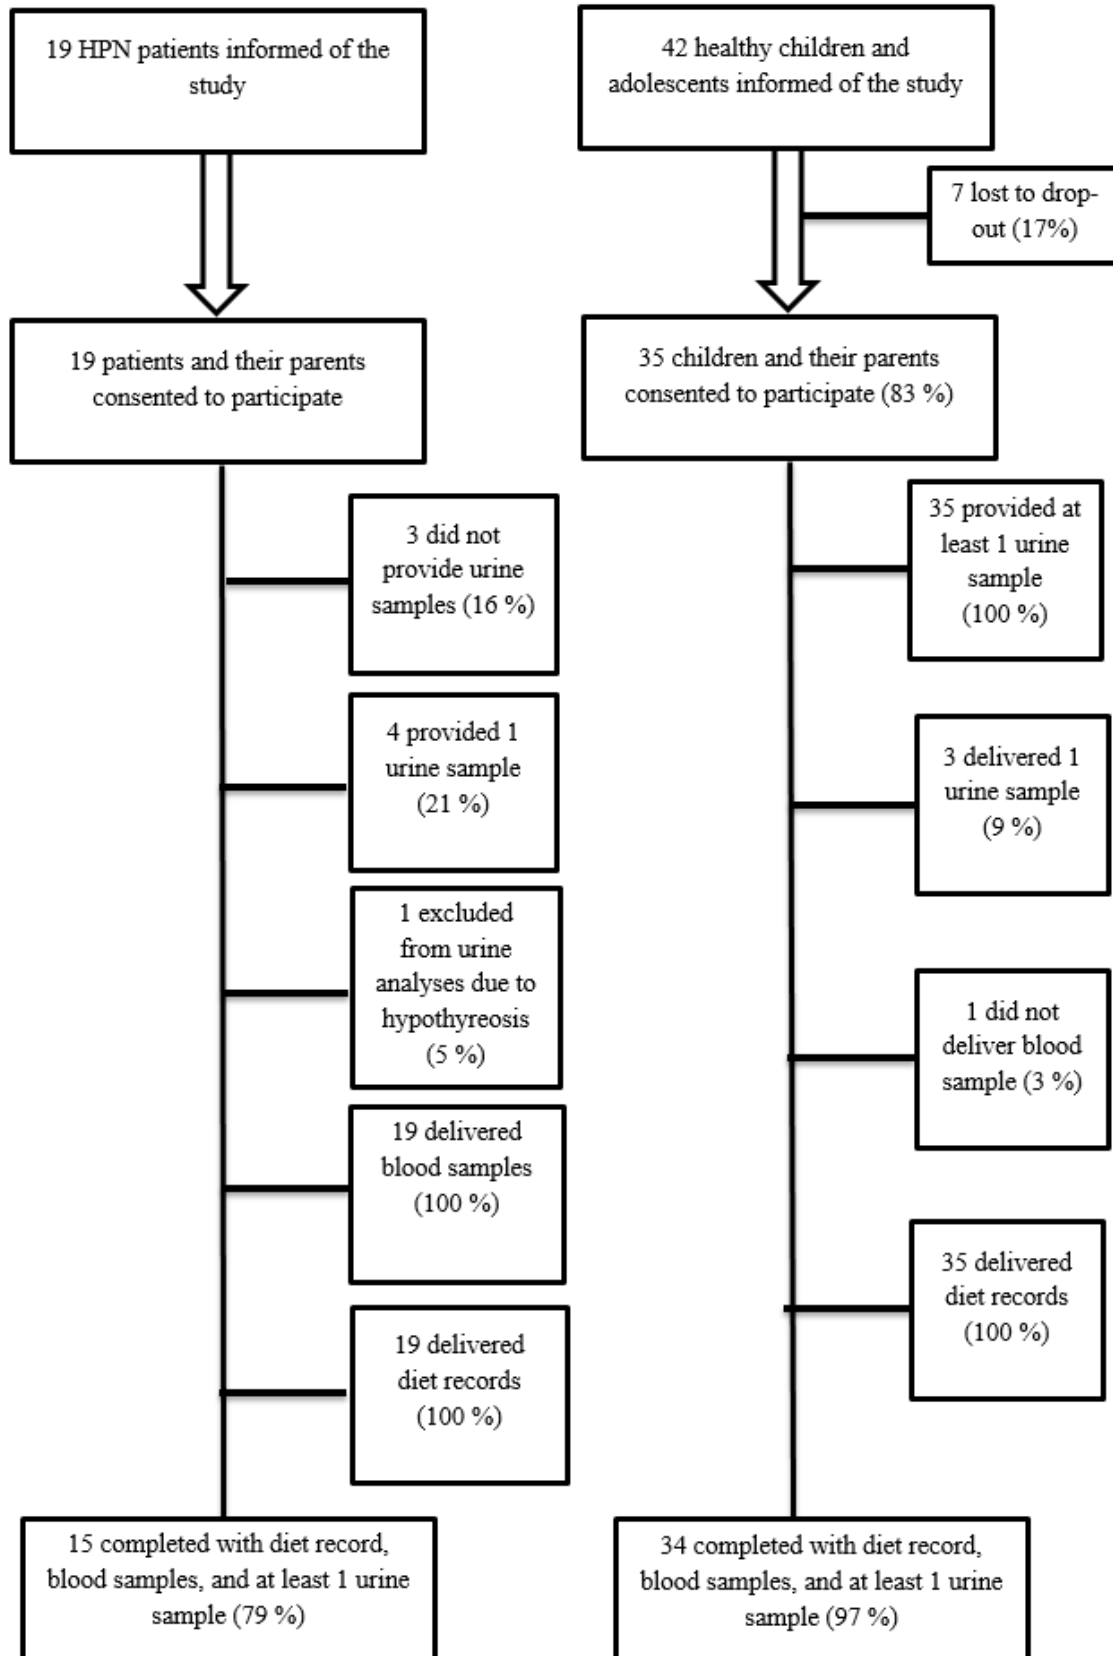 19 HPN patients informed of the
study
42 healthy children and
adolescents informed of the study
7 lost to drop-
out (17%)
19 patients and their parents
consented to participate
35 children and their parents
consented to participate (83 %)
3 did not
provide urine
samples (16 %)
4 provided 1
urine sample
(21 %)
1 excluded
from urine
analyses due to
hypothyreosis
(5 %)
19 delivered
blood samples
(100 %)
19 delivered
diet records
(100 %)
35 provided at
least 1 urine
sample
(100 %)
3 delivered 1
urine sample
(9 %)
1 did not
deliver blood
sample (3 %)
35 delivered
diet records
(100 %)
15 completed with diet record,
blood samples, and at least 1 urine
sample (79 %)
34 completed with diet record,
blood samples, and at least 1 urine
sample (97 %)